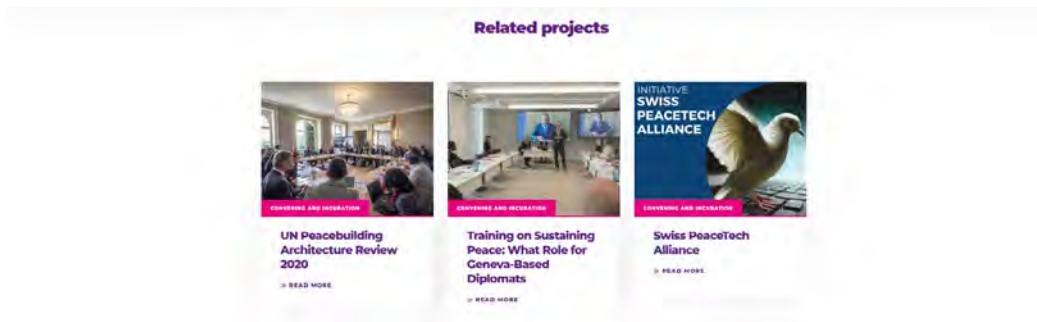 Related projects
INITIATIVE
SWISS
PEACETECH
ALLIANCE
CONVENING AND INCUBATION
CONVENING AND INCUBATION
CONVENING AND INCUBATION
UN Peacebuilding
Architecture Review
2020
» READ MORE
Training on Sustaining
Peace: What Role for
Geneva-Based
Diplomats
» READ MORE
Swiss PeaceTech
Alliance
» READ MORE